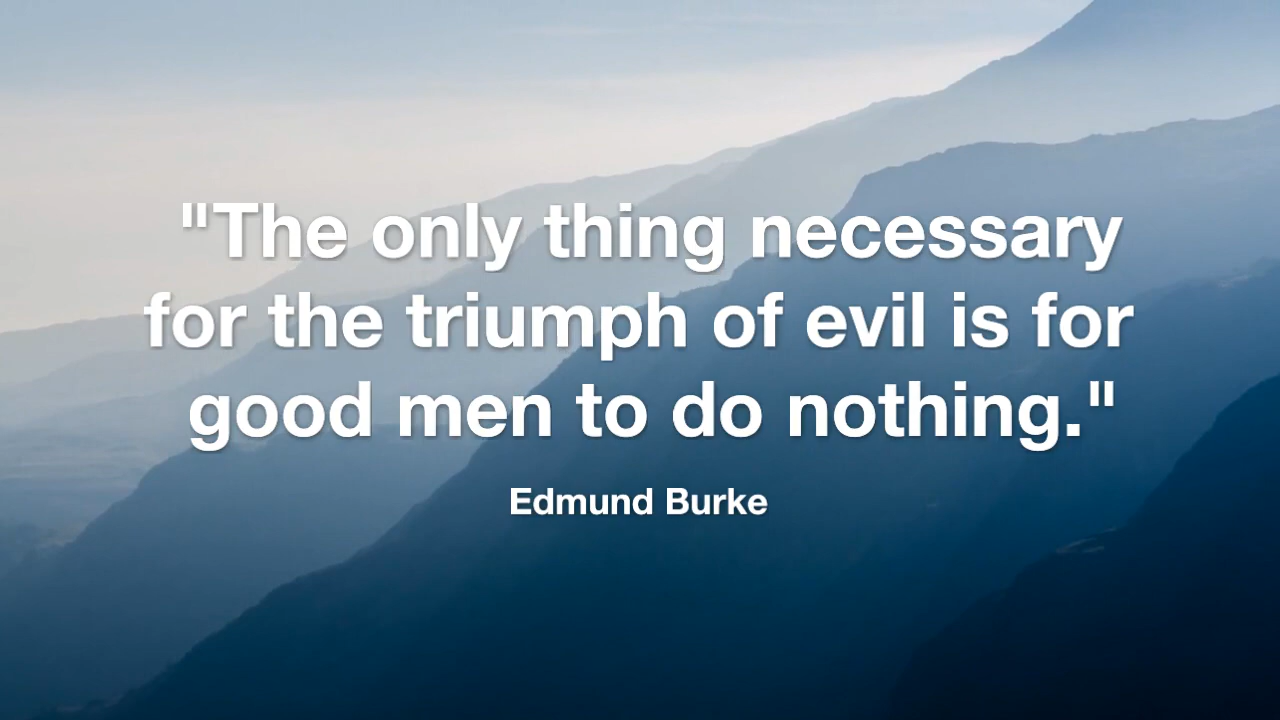 "The only thing necessary
for the triumph of evil is for
good men to do nothing."
Edmund Burke